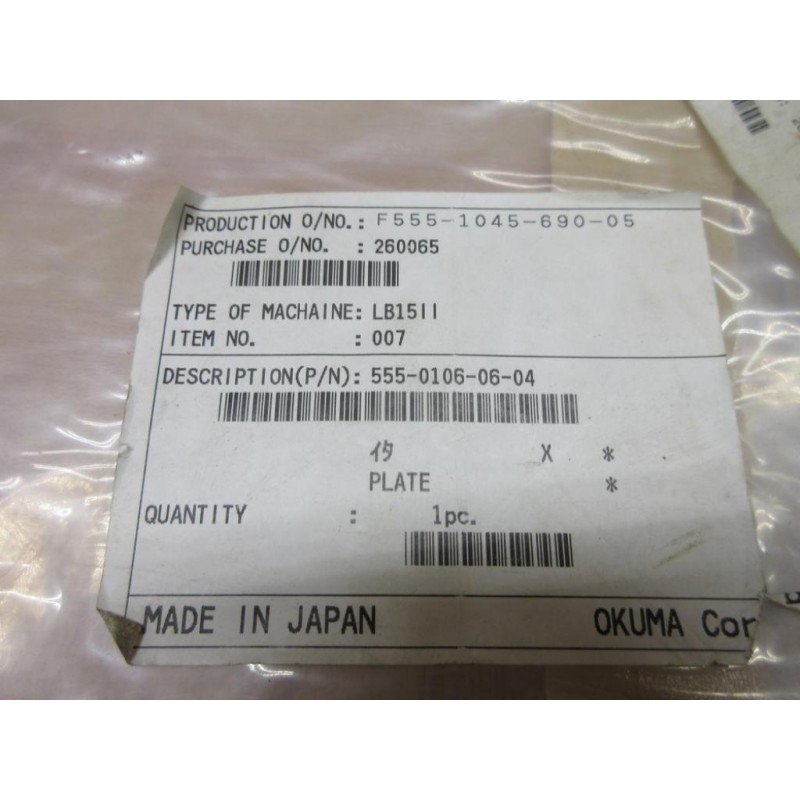 PRODUCTION O/NO.: F555-1045-690-05
PURCHASE O/NO. : 260065
TYPE OF MACHAINE: LB15II
ITEM NO. : 007
DESCRIPTION(P/N): 555-0106-06-04
イタ X *
PLATE *
QUANTITY : 1pc.
MADE IN JAPAN OKUMA Cor